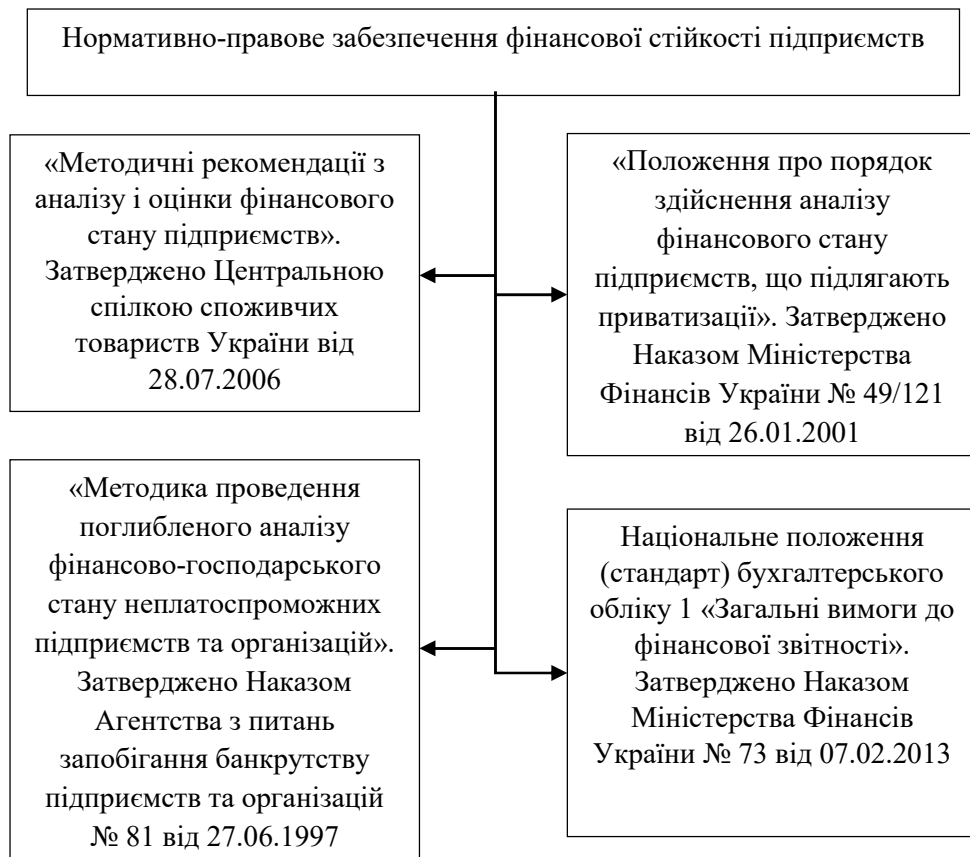 Нормативно-правове забезпечення фінансової стійкості підприємств
«Методичні рекомендації з
аналізу і оцінки фінансового
стану підприємств».
Затверджено Центральною
спілкою споживчих
товариств України від
28.07.2006
«Положення про порядок
здійснення аналізу
фінансового стану
підприємств, що підлягають
приватизації». Затверджено
Наказом Міністерства
Фінансів України № 49/121
від 26.01.2001
«Методика проведення
поглибленого аналізу
фінансово-господарського
стану неплатоспроможних
підприємств та організацій».
Затверджено Наказом
Агентства з питань
запобігання банкрутству
підприємств та організацій
№ 81 від 27.06.1997
Національне положення
(стандарт) бухгалтерського
обліку 1 «Загальні вимоги до
фінансової звітності».
Затверджено Наказом
Міністерства Фінансів
України № 73 від 07.02.2013